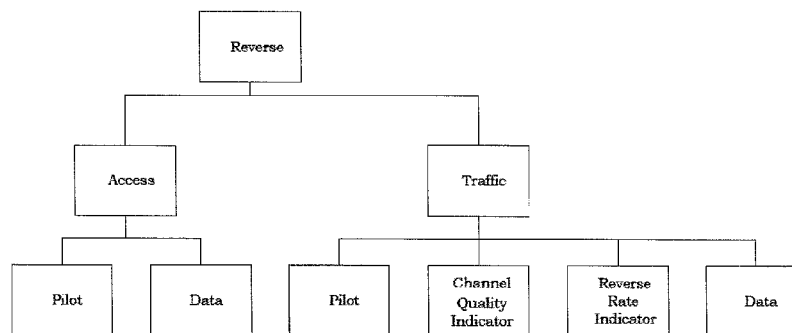 Reverse
Access
Traffic
Pilot
Data
Pilot
Channel
Quality
Indicator
Reverse
Rate
Indicator
Data